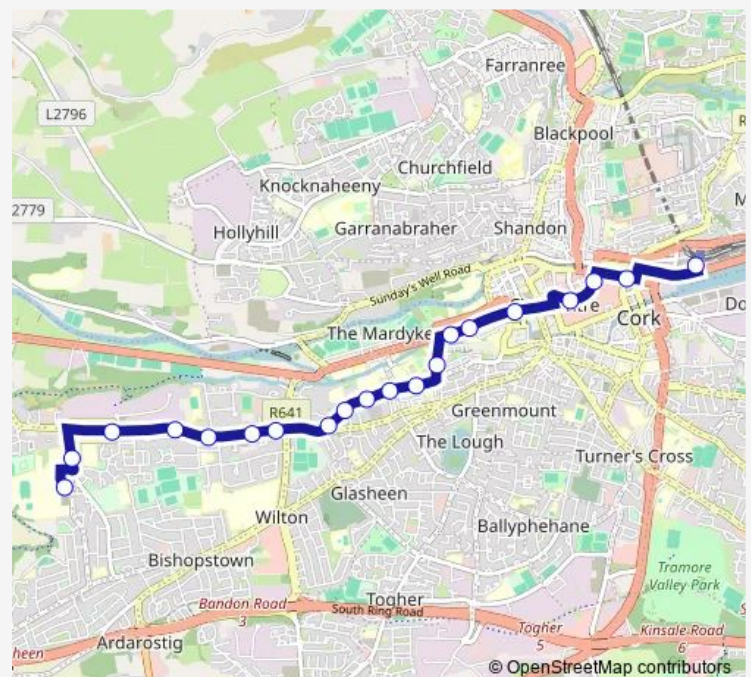 Farranree
L2796
Blackpool
Churchfield
Knocknaheeny
2779
Hollyhill
Garranabraher
Shandon
Sunday's Well Road
The Mardyke
Cork
R641
Greenmount
The Lough
Turner's Cross
Glasheen
Wilton
Ballyphehane
Bishopstown
Tramore
Valley Park
Bandon Road
3
Togher
South Ring Road
Togher
5
Kinsale Road
6
Ardarostig
© OpenStreetMap contributors